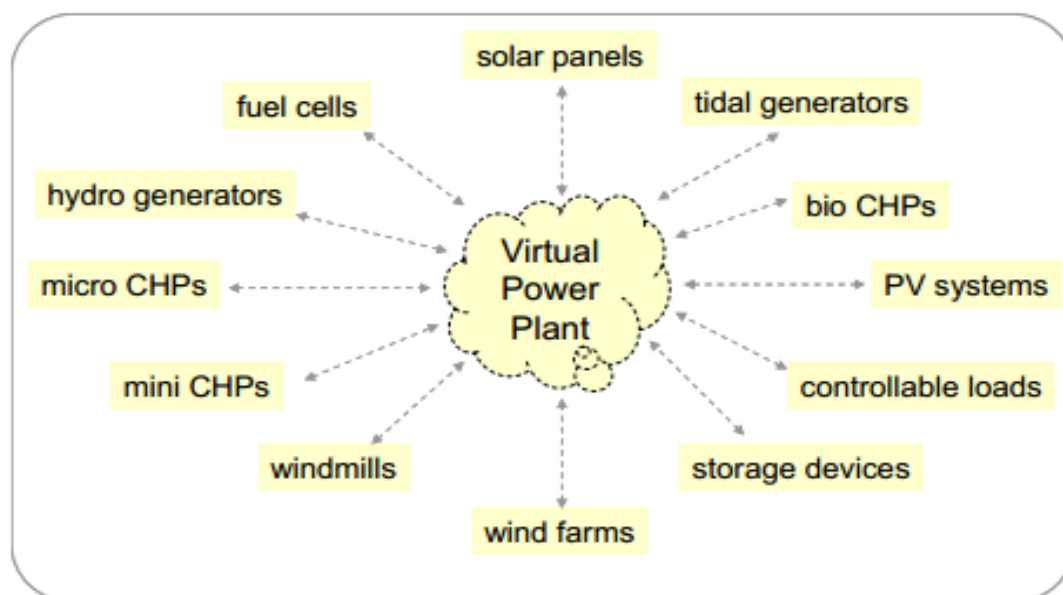 solar panels
fuel cells
tidal generators
hydro generators
bio CHPs
Virtual
Power
Plant
micro CHPs
PV systems
mini CHPs
controllable loads
windmills
storage devices
wind farms